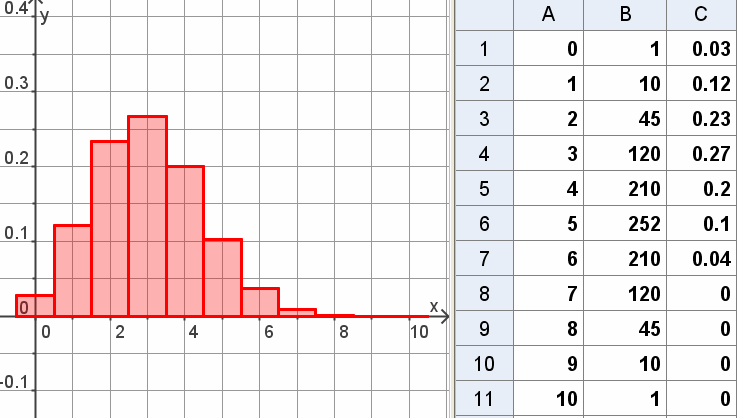 0.4
y
0.3
0.2
0.1
0
x
0 2 4 6 8 10
-0.1
A B C
1 0 1 0.03
2 1 10 0.12
3 2 45 0.23
4 3 120 0.27
5 4 210 0.2
6 5 252 0.1
7 6 210 0.04
8 7 120 0
9 8 45 0
10 9 10 0
11 10 1 0